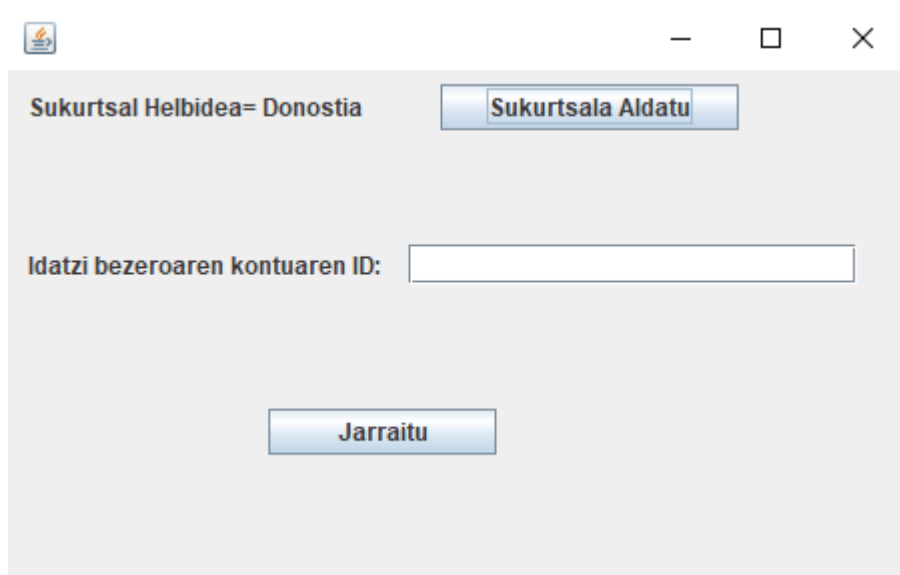 Sukurtsal Helbidea= Donostia
Sukurtsala Aldatu
Idatzi bezeroaren kontuaren ID:
Jarraitu